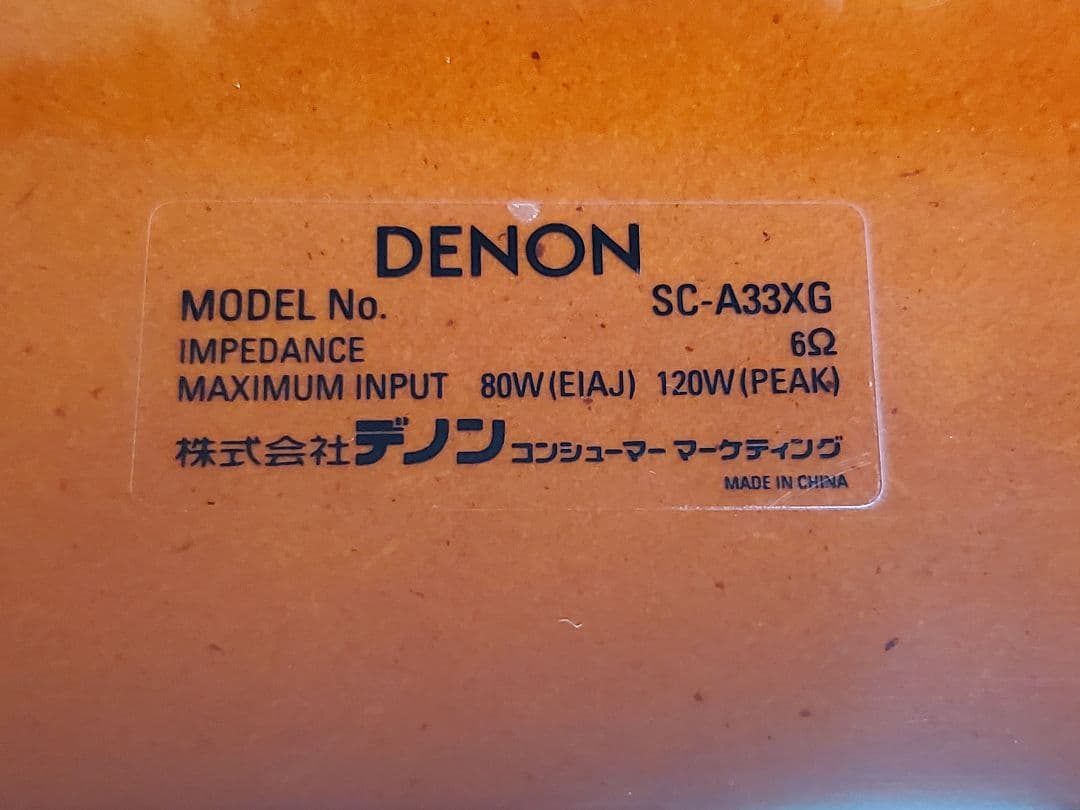 DENON
MODEL No. SC-A33XG
IMPEDANCE 6Ω
MAXIMUM INPUT 80W(EIAJ) 120W(PEAK)
株式会社デノン コンシューマー マーケティング
MADE IN CHINA